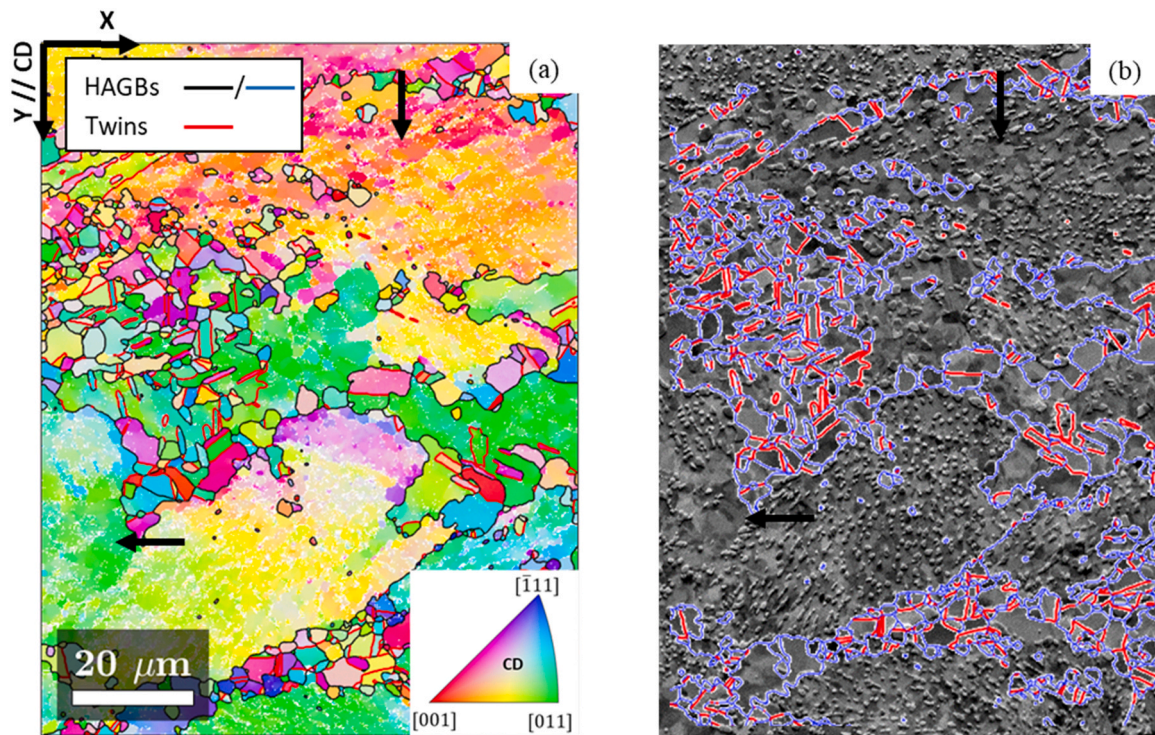 X
(a)
Y // CD
HAGBs —/—
Twins —
(b)
[1̄11]
CD
[001]
[011]
20 μm